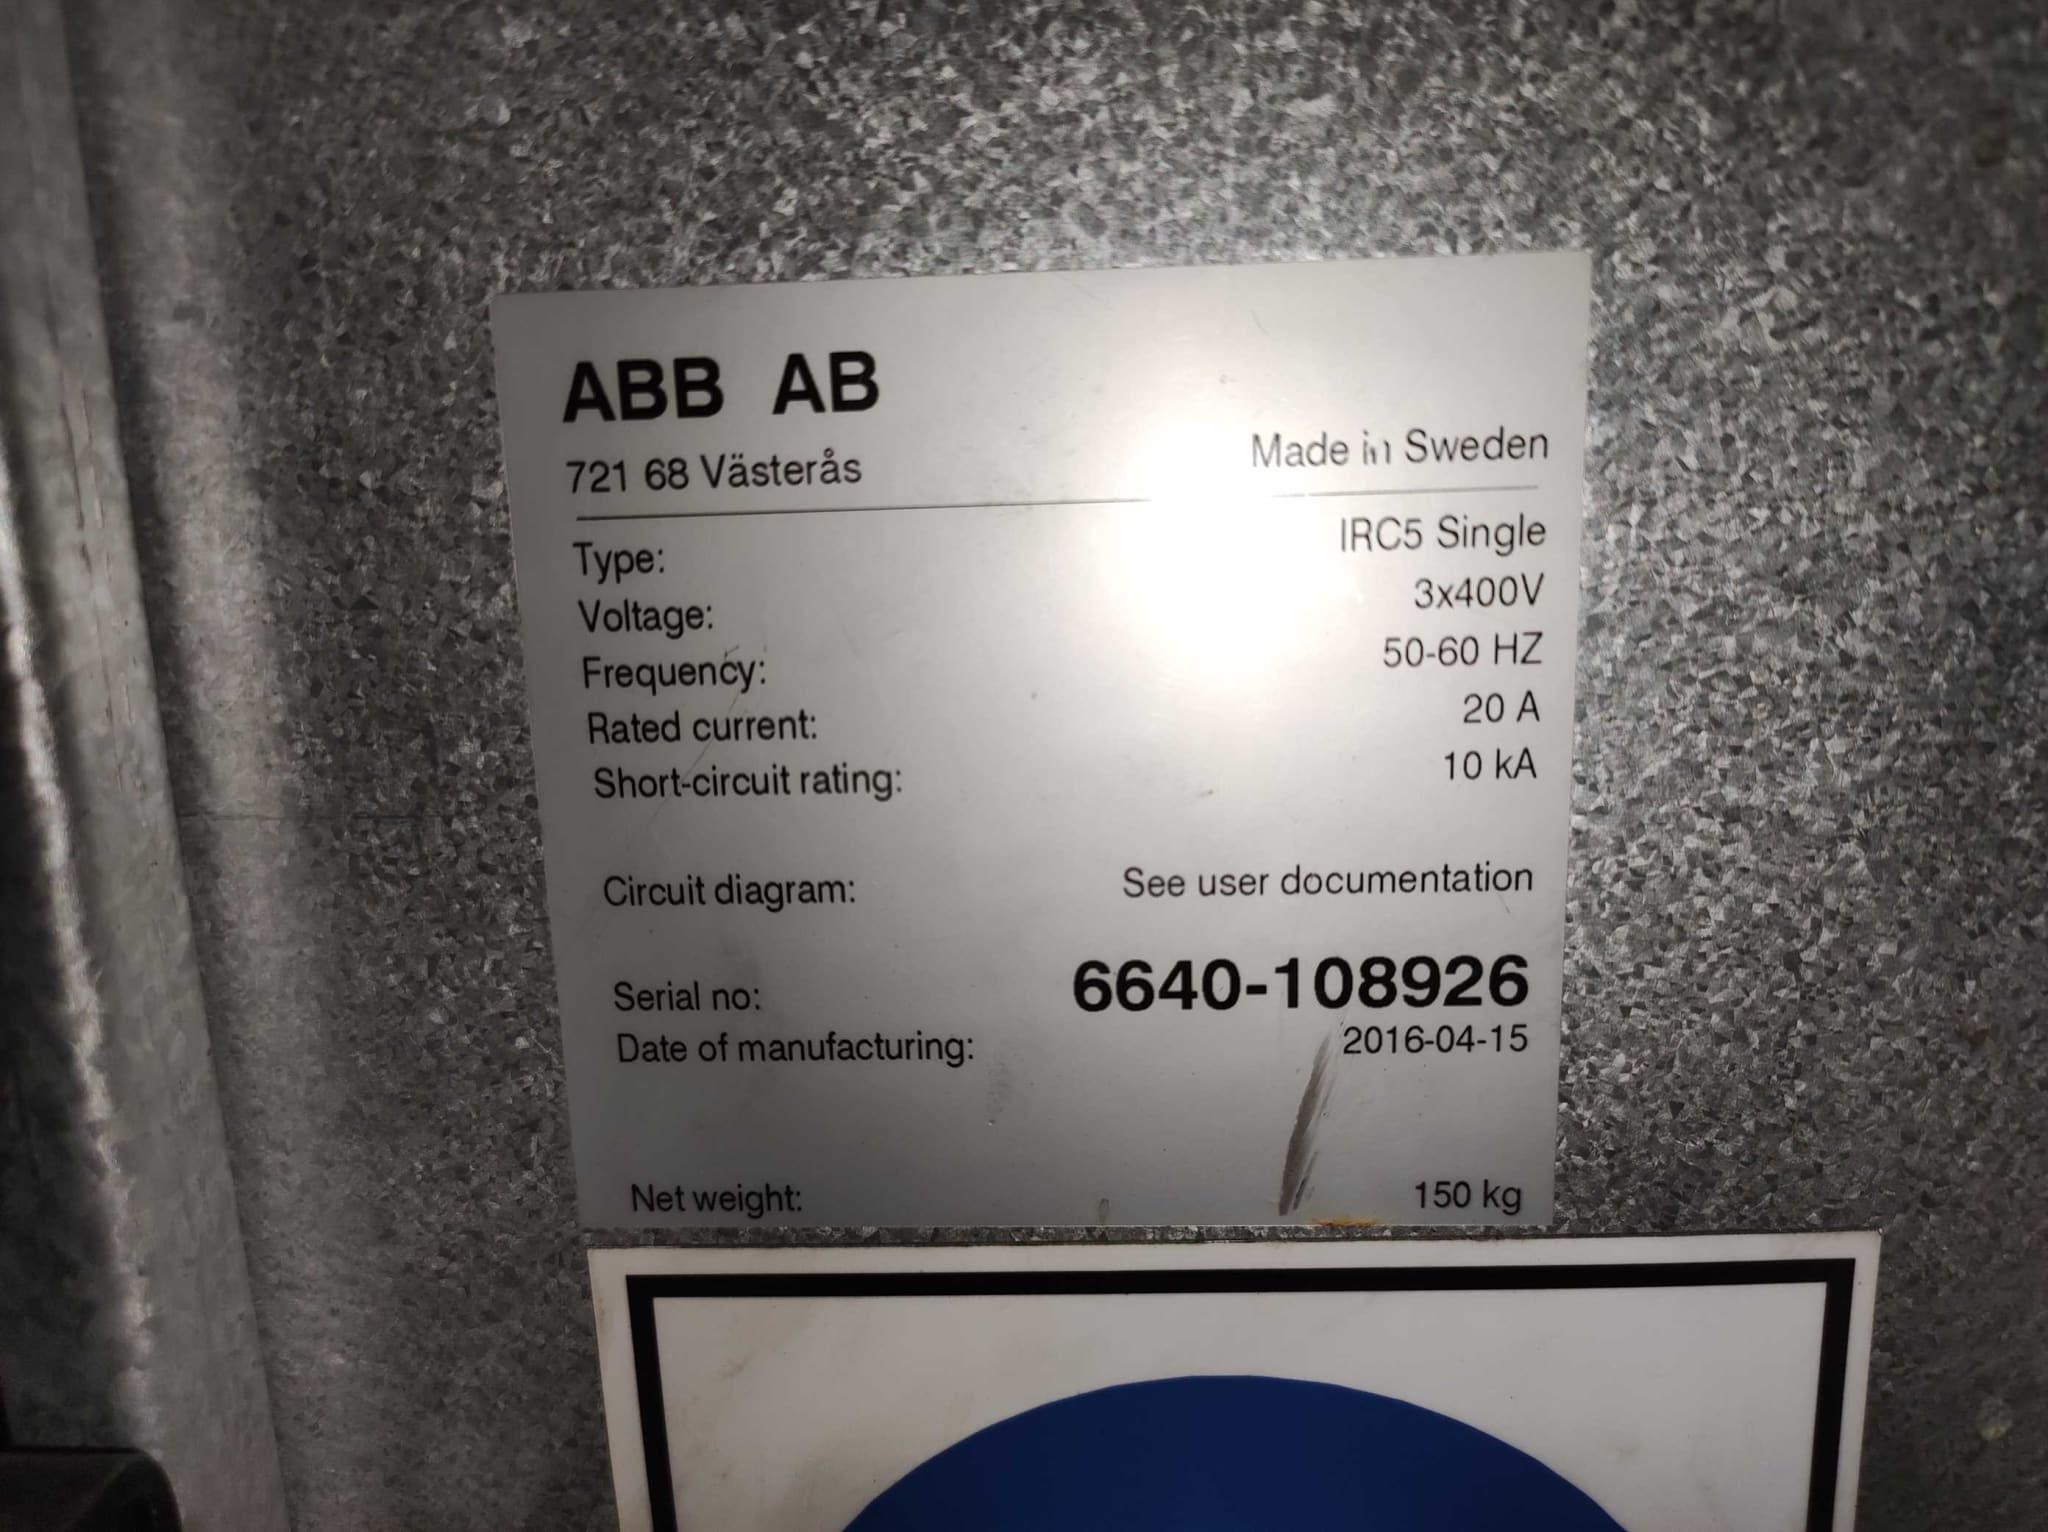 ABB AB
721 68 Västerås
Made in Sweden
Type: IRC5 Single
Voltage: 3x400V
Frequency: 50-60 HZ
Rated current: 20 A
Short-circuit rating: 10 kA
Circuit diagram: See user documentation
Serial no: 6640-108926
Date of manufacturing: 2016-04-15
Net weight: 150 kg